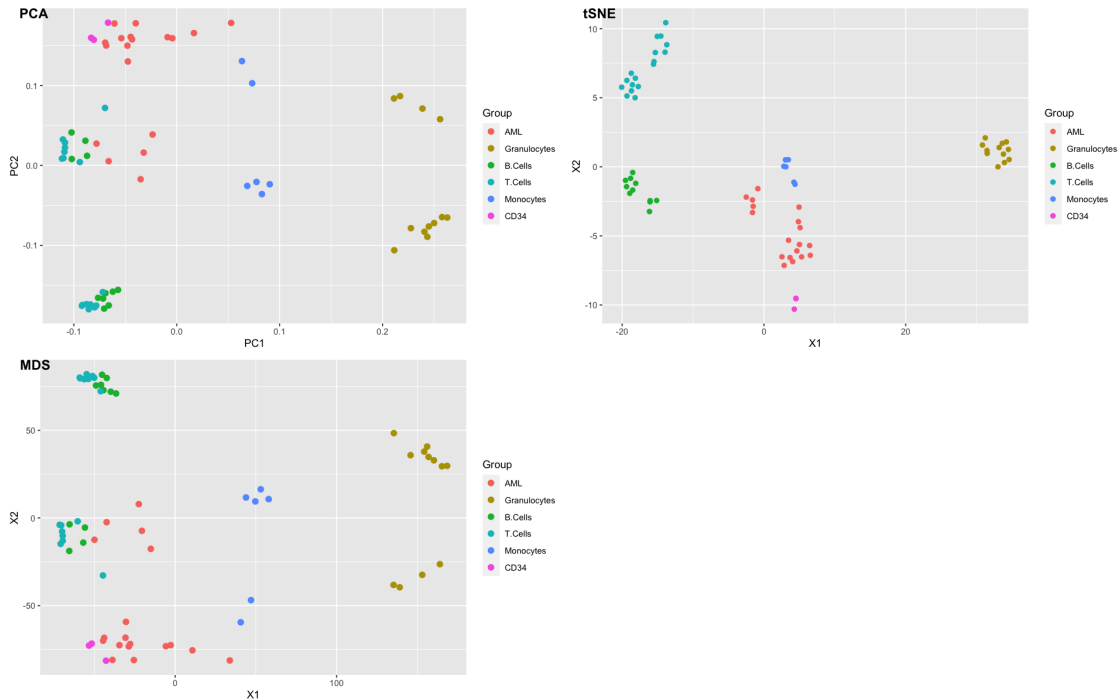 PCA
PC2
0.1
0.0
-0.1
-0.1
0.0
0.1
0.2
PC1
Group
AML
Granulocytes
B.Cells
T.Cells
Monocytes
CD34
tSNE
X2
10
5
0
-5
-10
-20
0
20
X1
Group
AML
Granulocytes
B.Cells
T.Cells
Monocytes
CD34
MDS
X2
50
0
-50
0
100
X1
Group
AML
Granulocytes
B.Cells
T.Cells
Monocytes
CD34